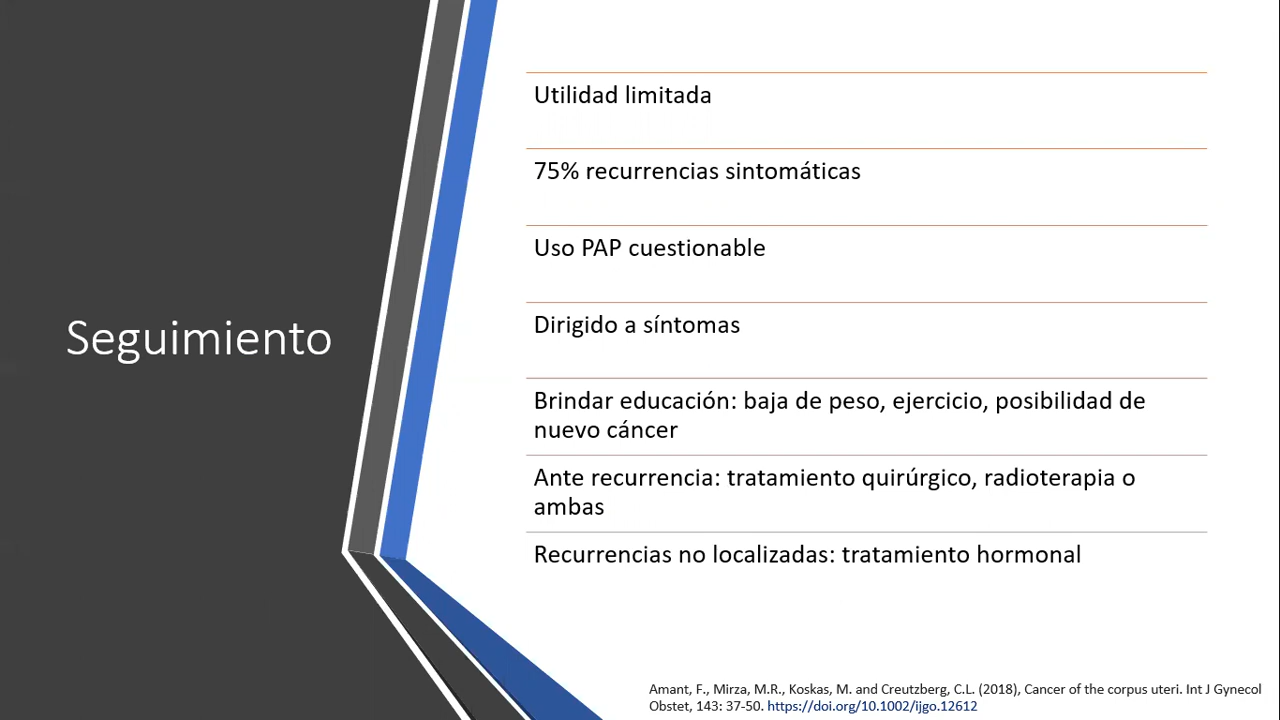 Seguimiento
Utilidad limitada
75% recurrencias sintomáticas
Uso PAP cuestionable
Dirigido a síntomas
Brindar educación: baja de peso, ejercicio, posibilidad de
nuevo cáncer
Ante recurrencia: tratamiento quirúrgico, radioterapia o
ambas
Recurrencias no localizadas: tratamiento hormonal
Amant, F., Mirza, M.R., Koskas, M. and Creutzberg, C.L. (2018), Cancer of the corpus uteri. Int J Gynecol
Obstet, 143: 37-50. https://doi.org/10.1002/ijgo.12612